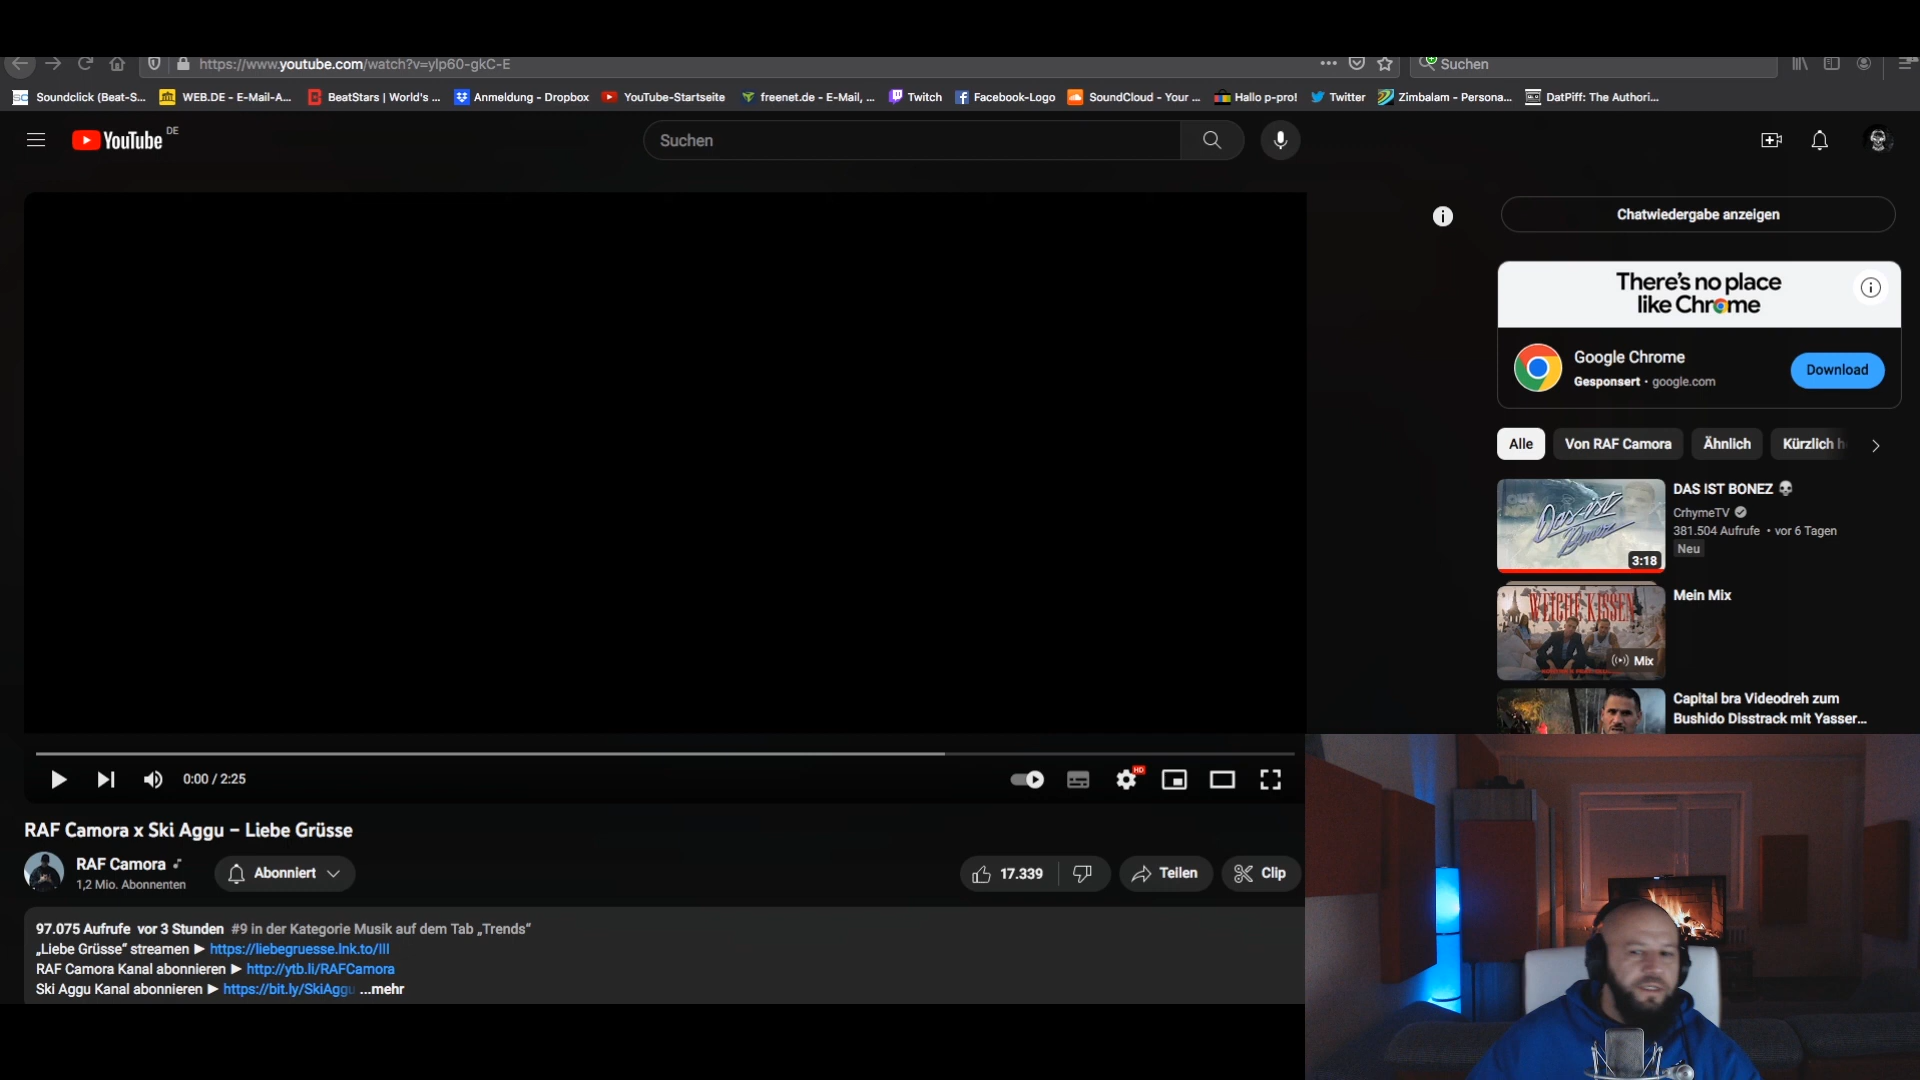 https://www.youtube.com/watch?v=ylp60-gkC-E
Suchen
Soundclick (Beat-S...
WEB.DE - E-Mail-A...
BeatStars | World's ...
Anmeldung - Dropbox
YouTube-Startseite
freenet.de - E-Mail, ...
Twitch
Facebook-Logo
SoundCloud - Your ...
Hallo p-pro!
Twitter
Zimbalam - Persona...
DatPiff: The Authori...
YouTube DE
Suchen
Chatwiedergabe anzeigen
There's no place
like Chrome
Google Chrome
Gesponsert · google.com
Download
Alle
Von RAF Camora
Ähnlich
Kürzlich h
Das ist
Bonez
3:18
DAS IST BONEZ 💀
CrhymeTV
381.504 Aufrufe · vor 6 Tagen
Neu
WEICHE KISSEN
Mix
Mein Mix
Capital bra Videodreh zum
Bushido Disstrack mit Yasser...
0:00 / 2:25
HD
RAF Camora x Ski Aggu – Liebe Grüsse
RAF Camora
1,2 Mio. Abonnenten
Abonniert
17.339
Teilen
Clip
97.075 Aufrufe vor 3 Stunden #9 in der Kategorie Musik auf dem Tab „Trends“
„Liebe Grüsse“ streamen ► https://liebegruesse.lnk.to/III
RAF Camora Kanal abonnieren ► http://ytb.li/RAFCamora
Ski Aggu Kanal abonnieren ► https://bit.ly/SkiAggu ...mehr